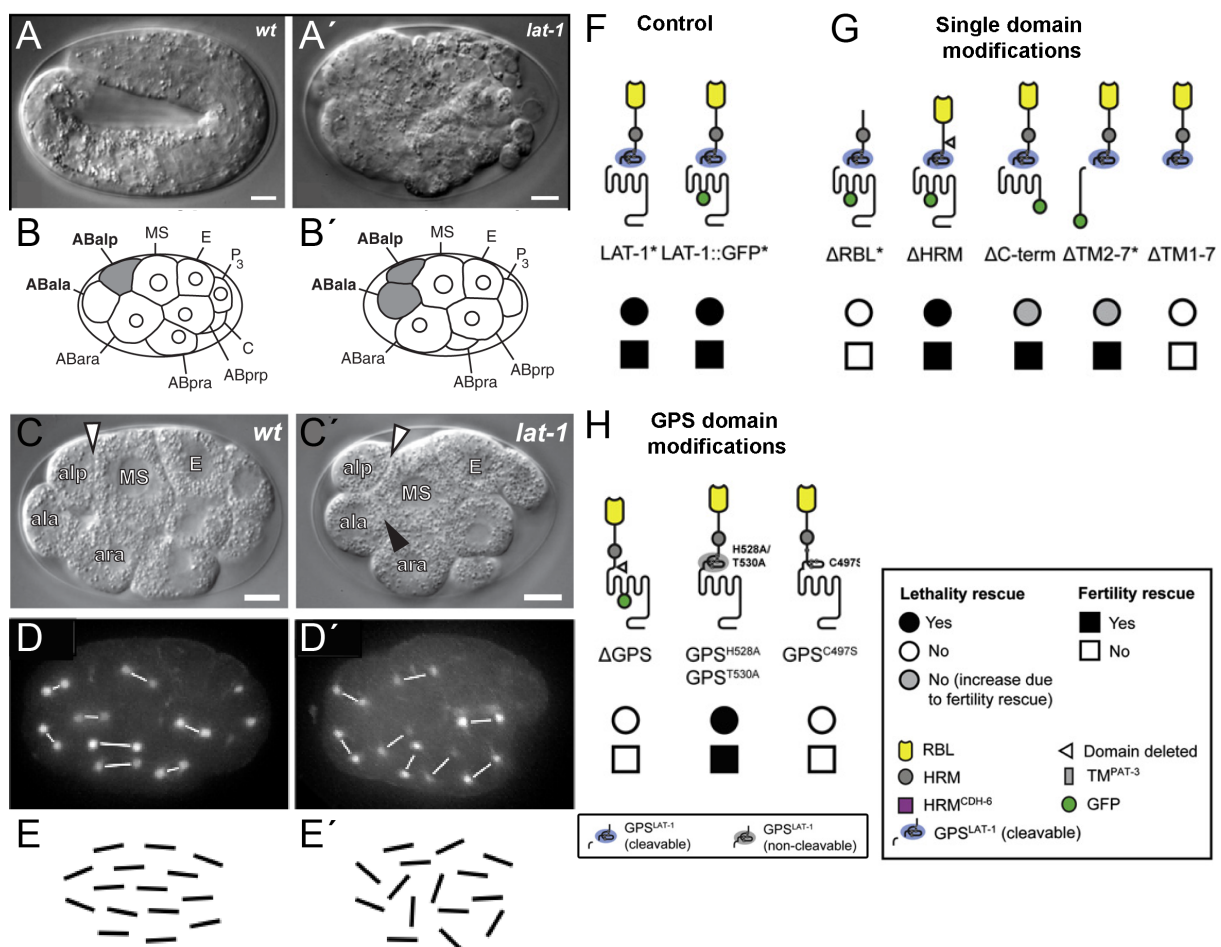 A
wt
A´
lat-1
B
ABalp
MS
E
P3
ABala
ABara
ABpra
ABprp
C
B´
ABalp
MS
E
P3
ABala
ABara
ABpra
ABprp
C
wt
alp
MS
E
ala
ara
C´
lat-1
alp
MS
E
ala
ara
D
D´
E
E´
F
Control
LAT-1*
LAT-1::GFP*
G
Single domain
modifications
ΔRBL*
ΔHRM
ΔC-term
ΔTM2-7*
ΔTM1-7
H
GPS domain
modifications
H528A/
T530A
C497S
ΔGPS
GPSH528A
GPST530A
GPSC497S
GPSLAT-1
(cleavable)
GPSLAT-1
(non-cleavable)
Lethality rescue
Yes
No
No (increase due
to fertility rescue)
Fertility rescue
Yes
No
RBL
HRM
HRMCDH-6
GPSLAT-1 (cleavable)
Domain deleted
TMPAT-3
GFP